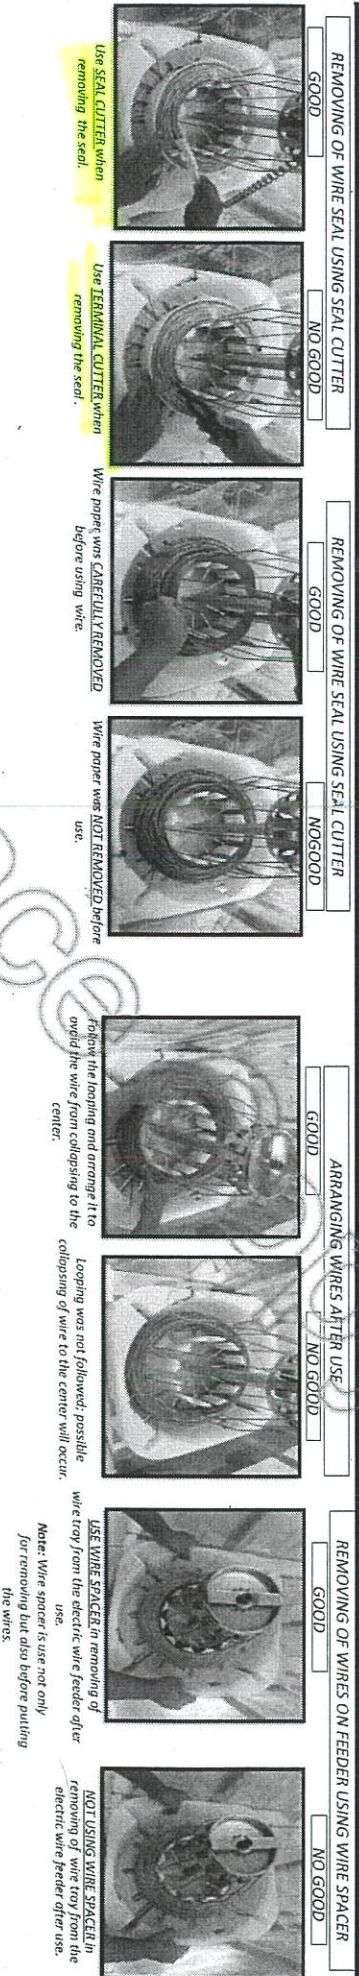 REMOVING OF WIRE SEAL USING SEAL CUTTER
GOOD
Use SEAL CUTTER when
removing the seal.
NO GOOD
Use TERMINAL CUTTER when
removing the seal .
REMOVING OF WIRE SEAL USING SEAL CUTTER
GOOD
Wire paper was CAREFULLY REMOVED
before using wire.
NOGOOD
Wire paper was NOT REMOVED before
use.
ARRANGING WIRES AFTER USE
GOOD
Follow the looping and arrange it to
avoid the wire from collapsing to the
center.
NO GOOD
Looping was not followed; possible
collapsing of wire to the center will occur.
REMOVING OF WIRES ON FEEDER USING WIRE SPACER
GOOD
USE WIRE SPACER in removing of
wire tray from the electric wire feeder after
use.
Note: Wire spacer is use not only
for removing but also before putting
the wires.
NO GOOD
NOT USING WIRE SPACER in
removing of wire tray from the
electric wire feeder after use.